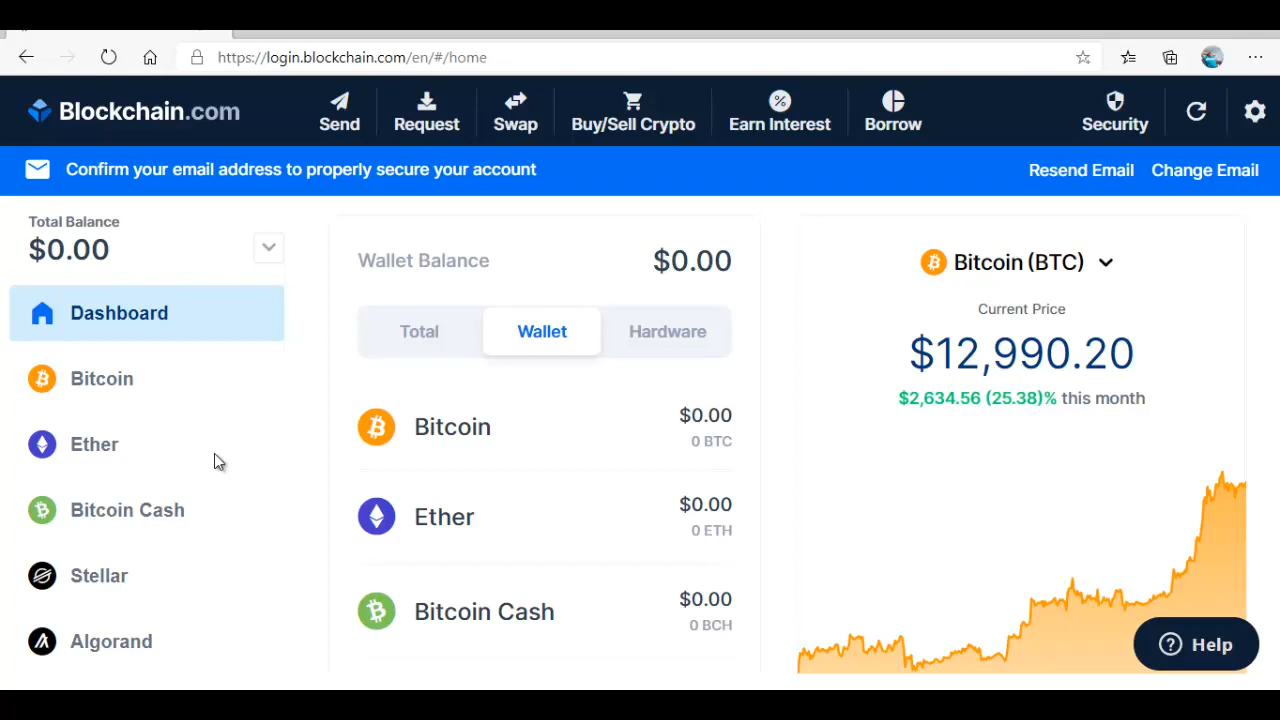 https://login.blockchain.com/en/#/home
Blockchain.com
Send
Request
Swap
Buy/Sell Crypto
Earn Interest
Borrow
Security
Confirm your email address to properly secure your account
Resend Email
Change Email
Total Balance
$0.00
Dashboard
Bitcoin
Ether
Bitcoin Cash
Stellar
Algorand
Wallet Balance
$0.00
Total
Wallet
Hardware
Bitcoin
$0.00
0 BTC
Ether
$0.00
0 ETH
Bitcoin Cash
$0.00
0 BCH
Bitcoin (BTC)
Current Price
$12,990.20
$2,634.56 (25.38)% this month
Help